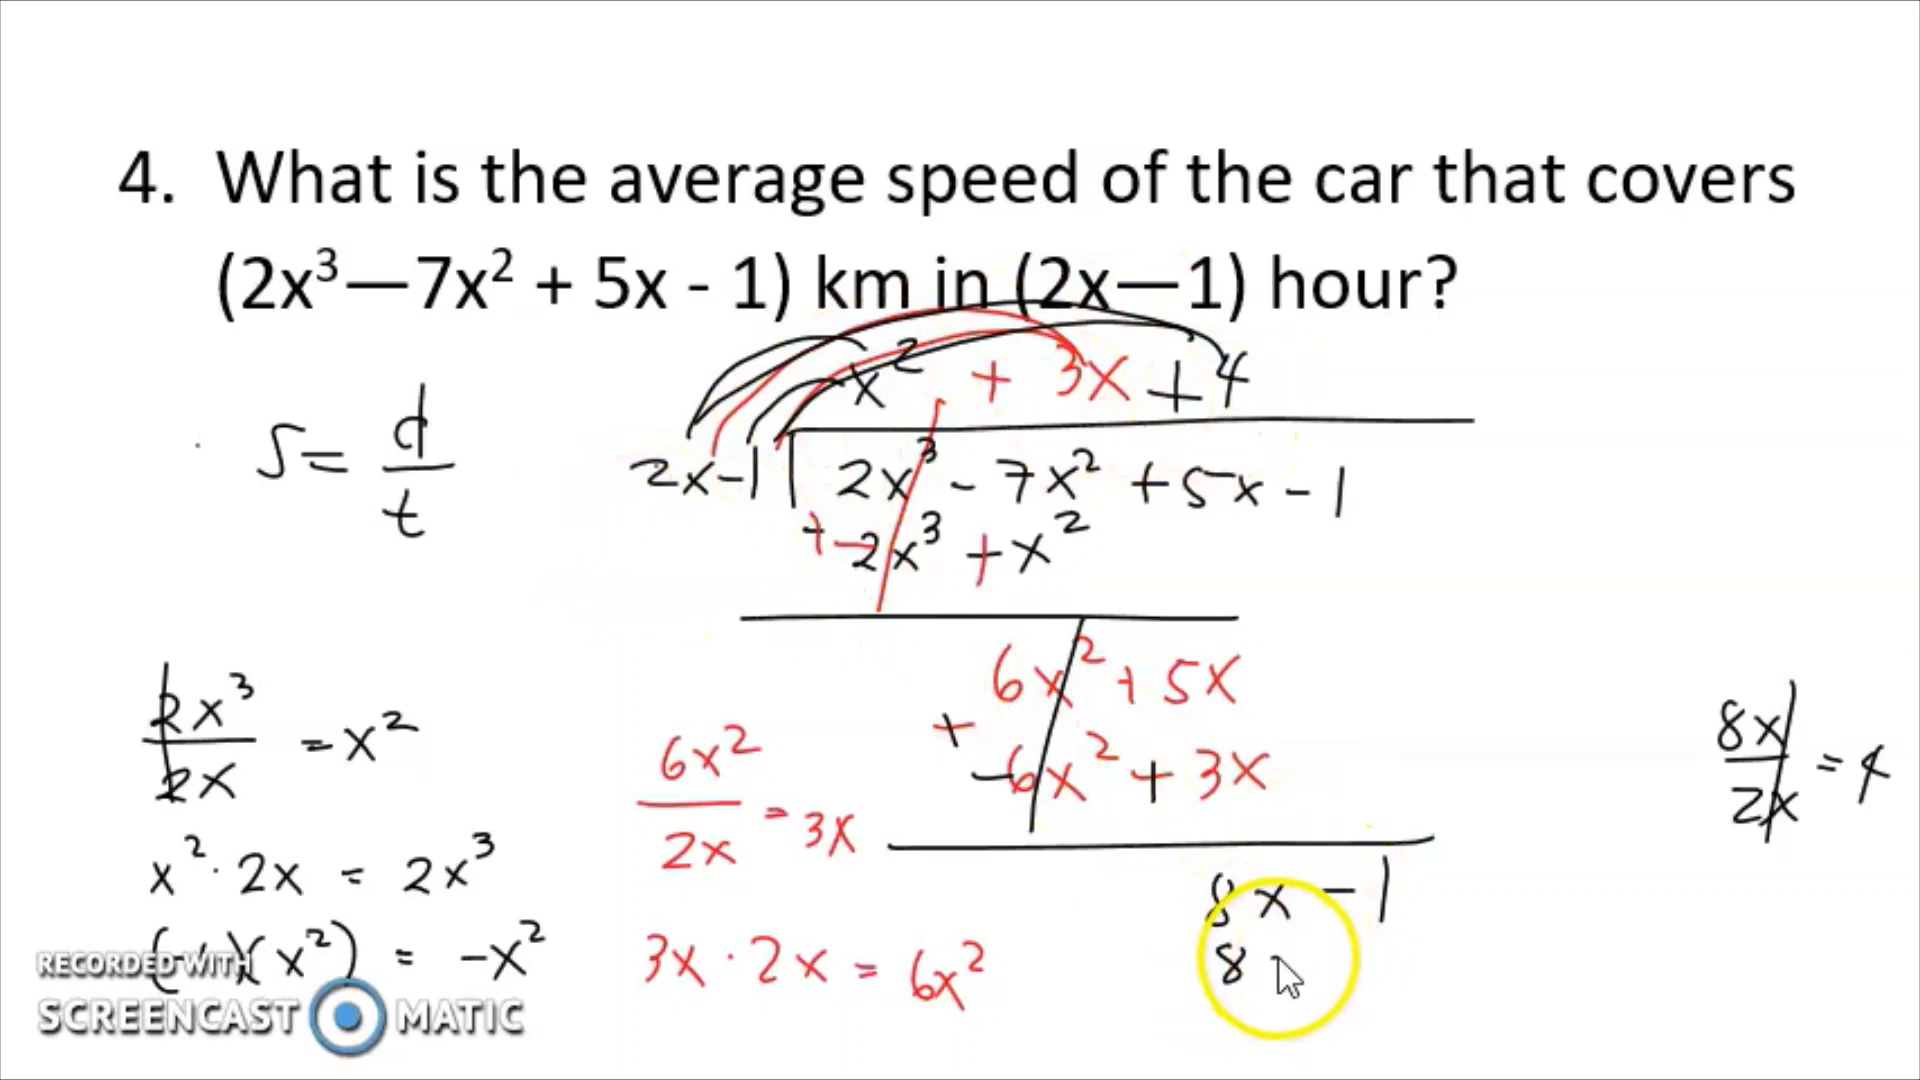 4. What is the average speed of the car that covers
(2x³—7x² + 5x - 1) km in (2x—1) hour?
x² + 3x + 4
S = d/t
2x-1 2x³ - 7x² + 5x - 1
+ -2x³ + x²
6x² + 5x
+ -6x² + 3x
8x - 1
8
2x³/2x = x²
x² · 2x = 2x³
(x²) = -x²
6x²/2x = 3x
3x · 2x = 6x²
8x/2x = 4
RECORDED WITH
SCREENCAST MATIC